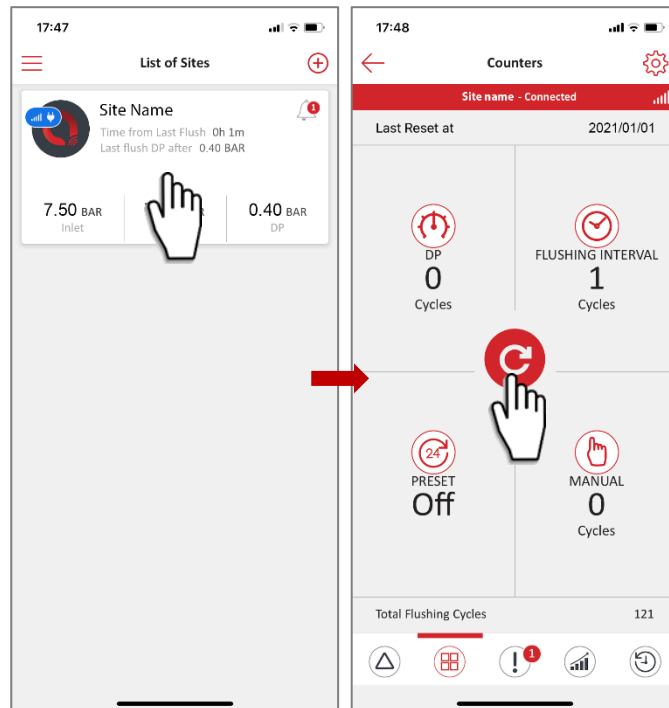 17:47
List of Sites
Site Name
1
Time from Last Flush 0h 1m
Last flush DP after 0.40 BAR
7.50 BAR
0.40 BAR
Inlet
DP
17:48
Counters
Site name - Connected
Last Reset at 2021/01/01
DP
0
Cycles
FLUSHING INTERVAL
1
Cycles
24
PRESET
Off
MANUAL
0
Cycles
Total Flushing Cycles 121
1